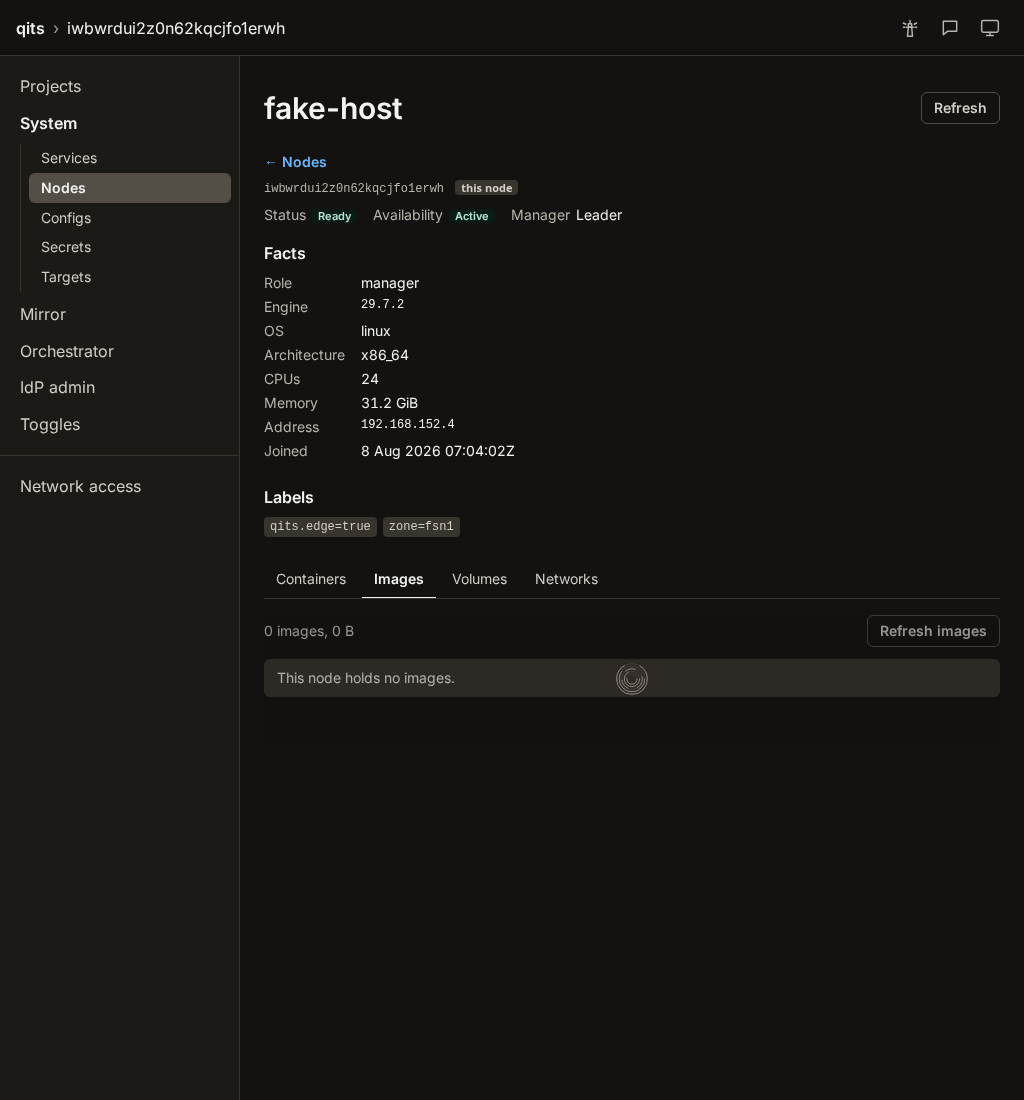 qits › iwbwrdui2z0n62kqcjfo1erwh
Projects
System
Services
Nodes
Configs
Secrets
Targets
Mirror
Orchestrator
IdP admin
Toggles
Network access
fake-host
Refresh
← Nodes
iwbwrdui2z0n62kqcjfo1erwh this node
Status Ready Availability Active Manager Leader
Facts
Role manager
Engine 29.7.2
OS linux
Architecture x86_64
CPUs 24
Memory 31.2 GiB
Address 192.168.152.4
Joined 8 Aug 2026 07:04:02Z
Labels
qits.edge=true zone=fsn1
Containers Images Volumes Networks
0 images, 0 B Refresh images
This node holds no images.